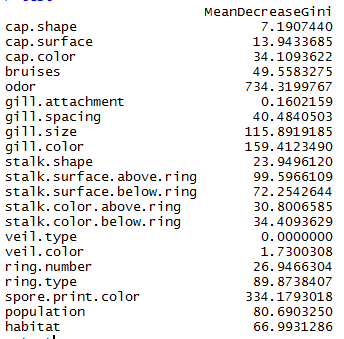 MeanDecreaseGini
cap.shape 7.1907440
cap.surface 13.9433685
cap.color 34.1093622
bruises 49.5583275
odor 734.3199767
gill.attachment 0.1602159
gill.spacing 40.4840503
gill.size 115.8919185
gill.color 159.4123490
stalk.shape 23.9496120
stalk.surface.above.ring 99.5966109
stalk.surface.below.ring 72.2542644
stalk.color.above.ring 30.8006585
stalk.color.below.ring 34.4093629
veil.type 0.0000000
veil.color 1.7300308
ring.number 26.9466304
ring.type 89.8738407
spore.print.color 334.1793018
population 80.6903250
habitat 66.9931286